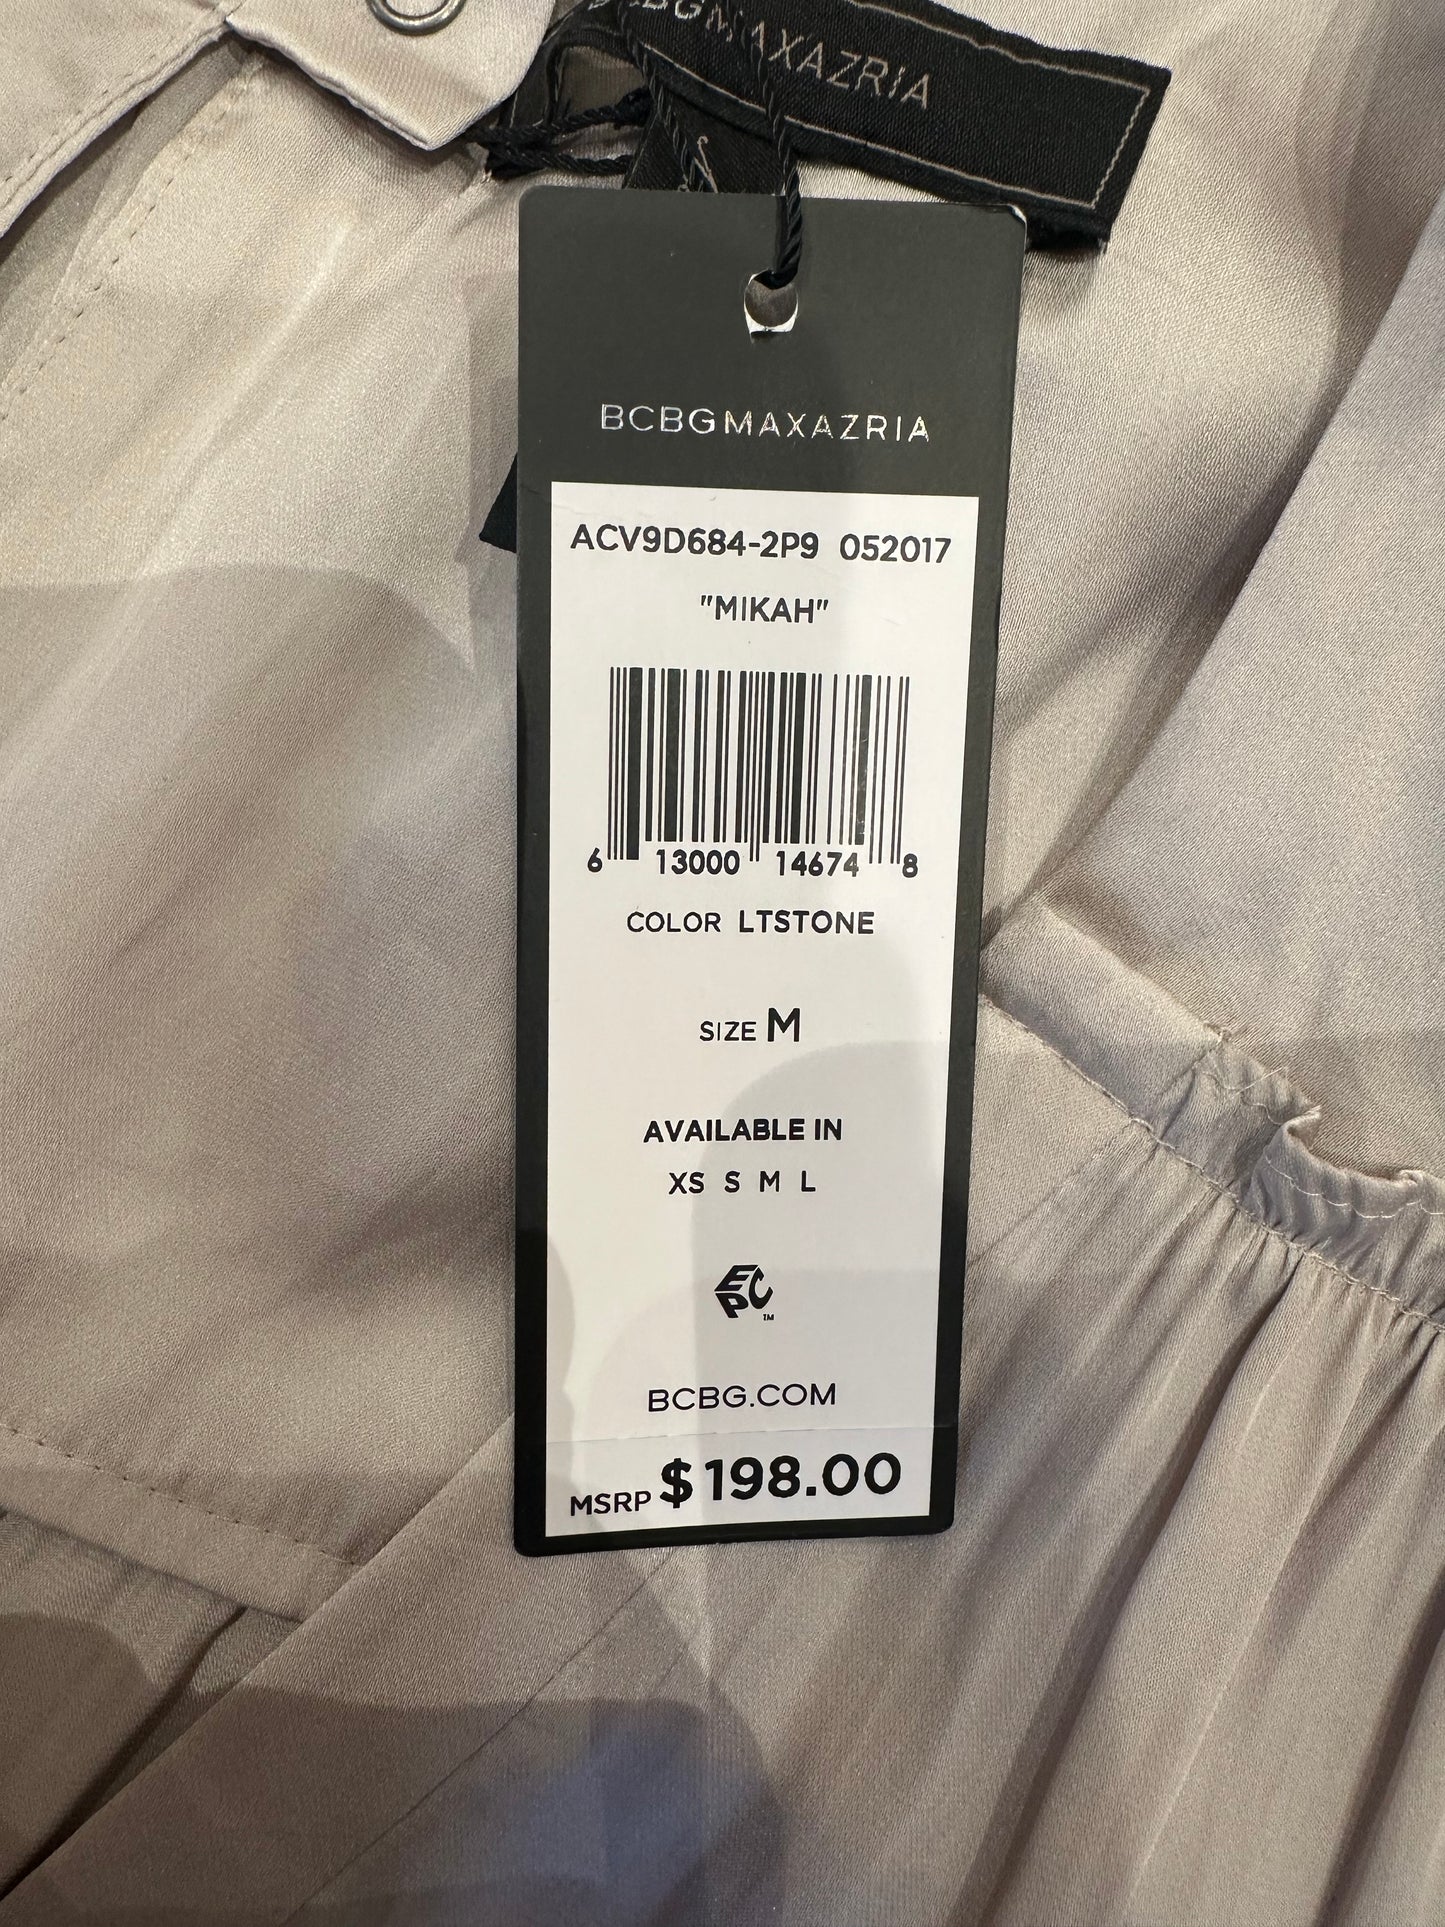 BCBGMAXAZRIA
BCBGMAXAZRIA
ACV9D684-2P9 052017
"MIKAH"
6 13000 14674 8
COLOR LTSTONE
SIZE M
AVAILABLE IN
XS S M L
EPC
TM
BCBG.COM
MSRP $198.00